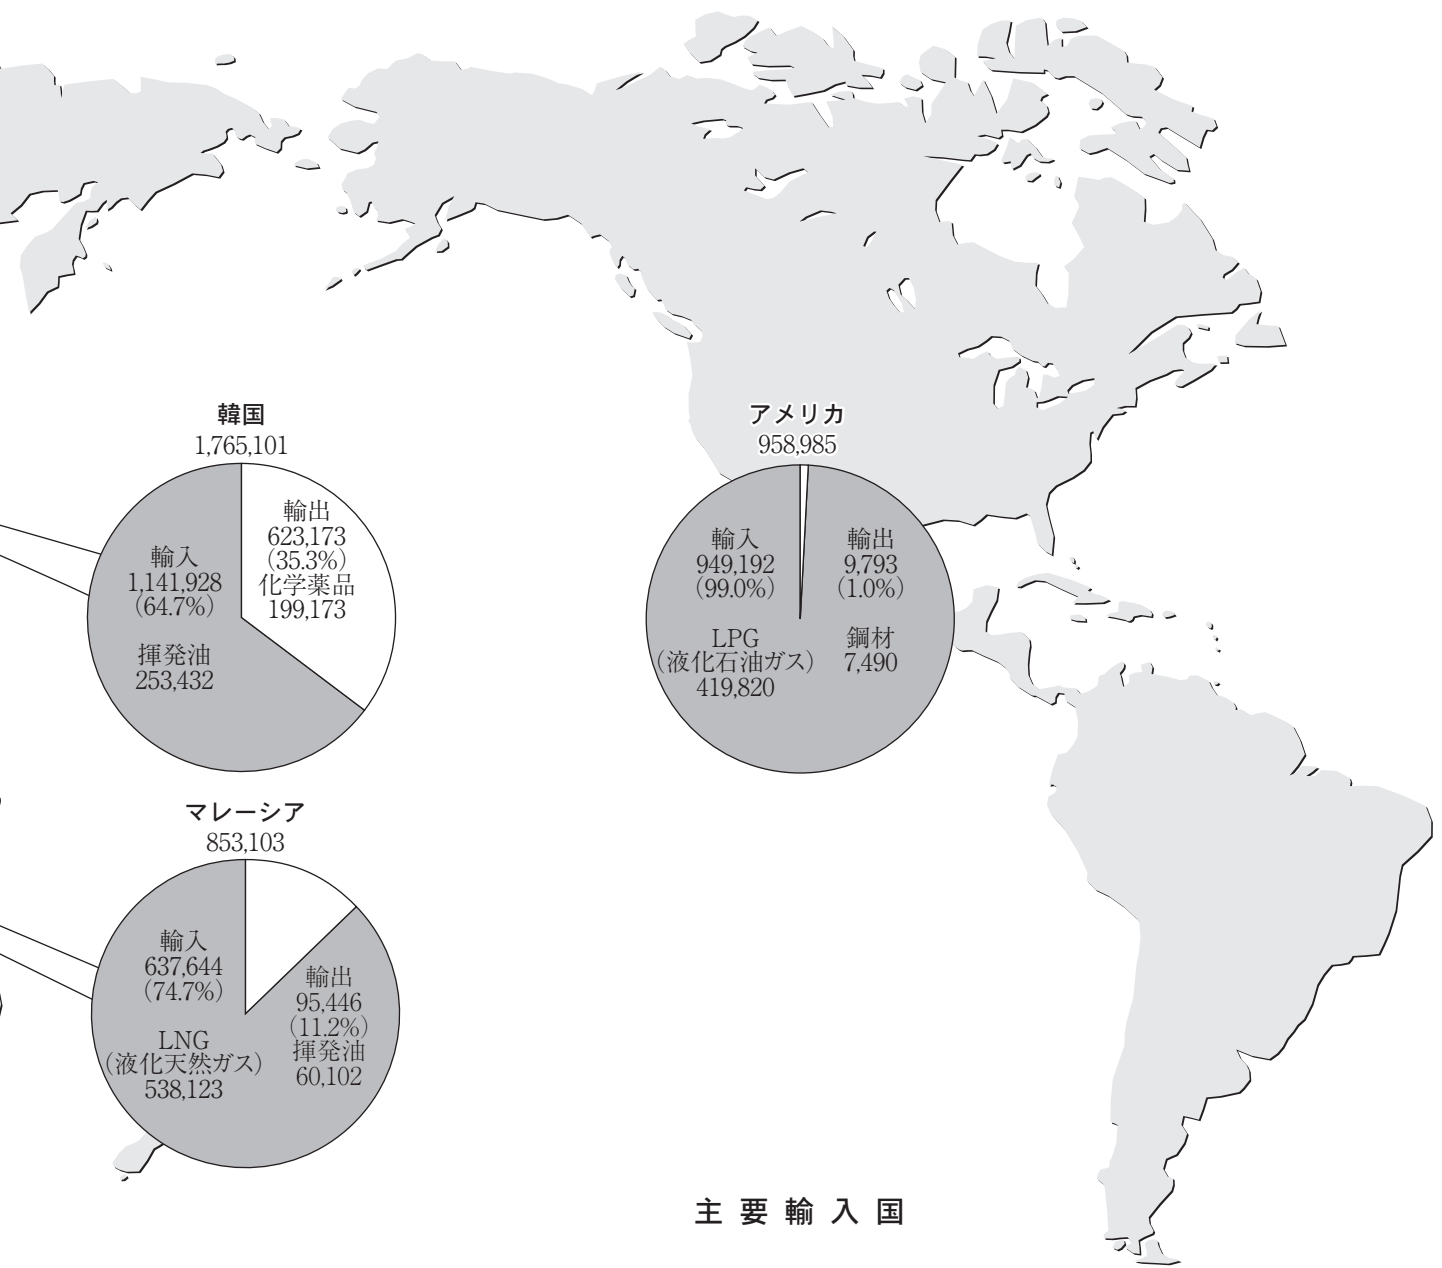 韓国
1,765,101
輸出
623,173
（35.3%）
化学薬品
199,173
輸入
1,141,928
（64.7%）
揮発油
253,432
アメリカ
958,985
輸入
949,192
（99.0%）
LPG
（液化石油ガス）
419,820
輸出
9,793
（1.0%）
鋼材
7,490
マレーシア
853,103
輸入
637,644
（74.7%）
LNG
（液化天然ガス）
538,123
輸出
95,446
（11.2%）
揮発油
60,102
主要輸入国